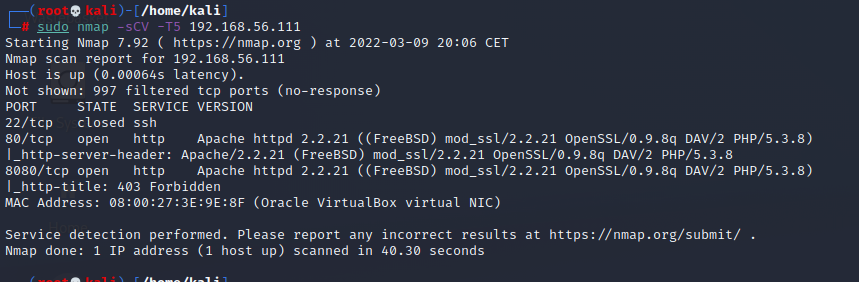 (root💀kali)-[/home/kali]
# sudo nmap -sCV -T5 192.168.56.111
Starting Nmap 7.92 ( https://nmap.org ) at 2022-03-09 20:06 CET
Nmap scan report for 192.168.56.111
Host is up (0.00064s latency).
Not shown: 997 filtered tcp ports (no-response)
PORT     STATE  SERVICE VERSION
22/tcp   closed ssh
80/tcp   open   http    Apache httpd 2.2.21 ((FreeBSD) mod_ssl/2.2.21 OpenSSL/0.9.8q DAV/2 PHP/5.3.8)
|_http-server-header: Apache/2.2.21 (FreeBSD) mod_ssl/2.2.21 OpenSSL/0.9.8q DAV/2 PHP/5.3.8
8080/tcp open   http    Apache httpd 2.2.21 ((FreeBSD) mod_ssl/2.2.21 OpenSSL/0.9.8q DAV/2 PHP/5.3.8)
|_http-title: 403 Forbidden
MAC Address: 08:00:27:3E:9E:8F (Oracle VirtualBox virtual NIC)
Service detection performed. Please report any incorrect results at https://nmap.org/submit/ .
Nmap done: 1 IP address (1 host up) scanned in 40.30 seconds
(root💀kali)-[/home/kali]